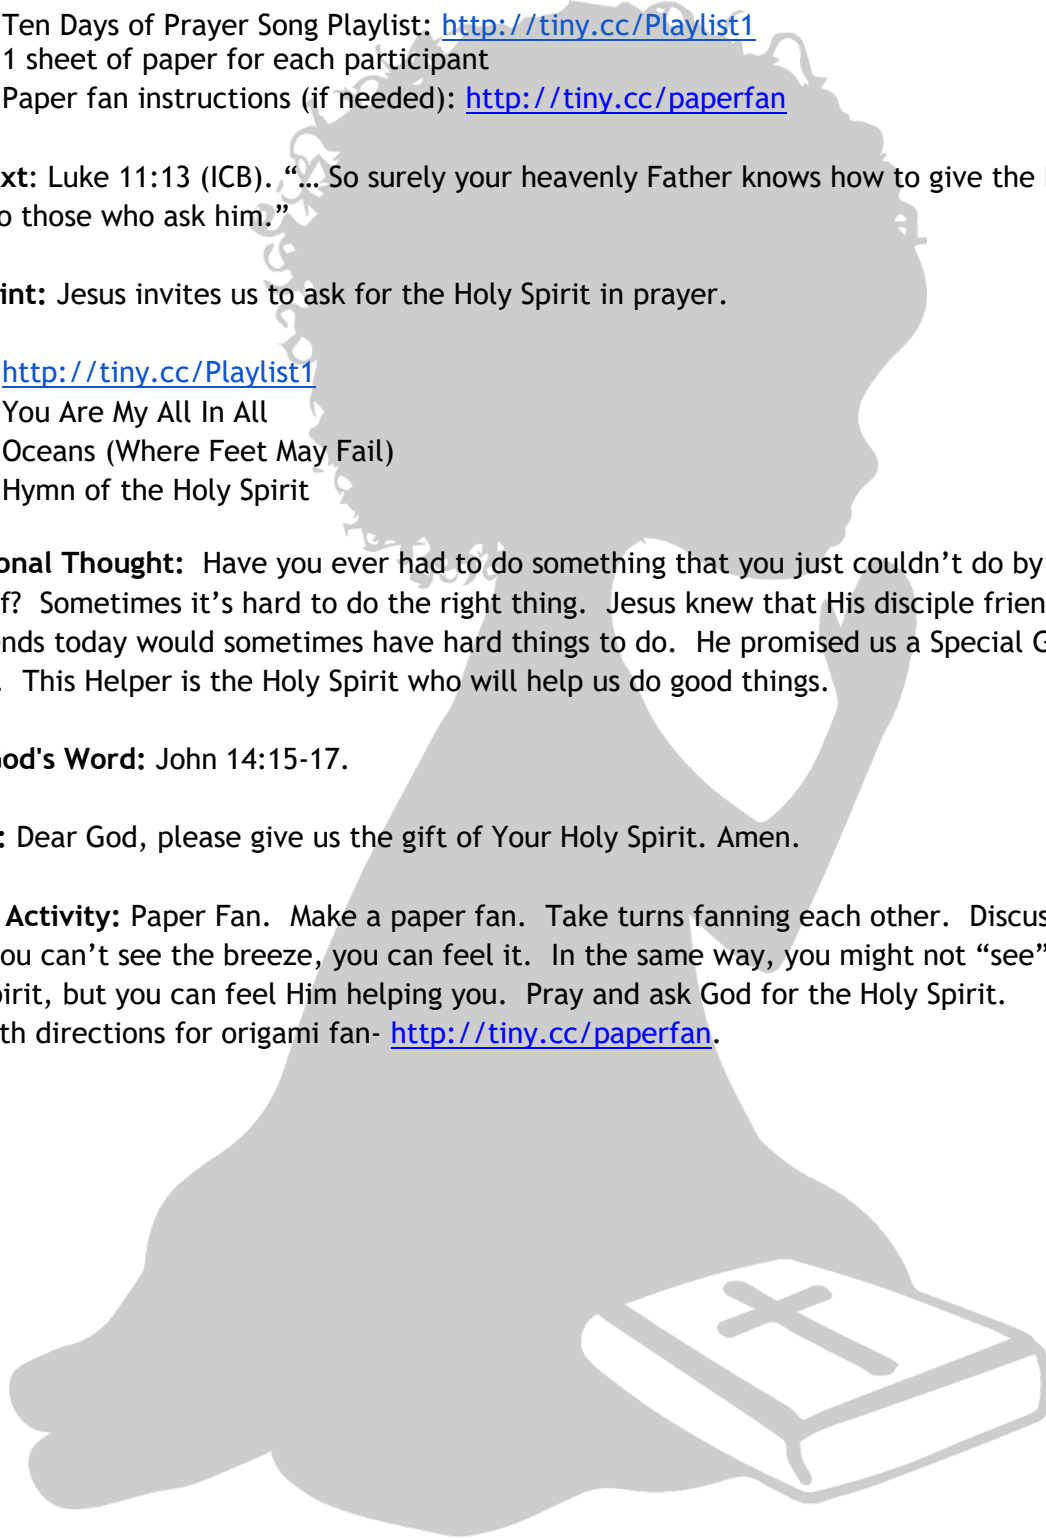 Ten Days of Prayer Song Playlist: http://tiny.cc/Playlist1
1 sheet of paper for each participant
Paper fan instructions (if needed): http://tiny.cc/paperfan
xt: Luke 11:13 (ICB). “… So surely your heavenly Father knows how to give the
o those who ask him.”
int: Jesus invites us to ask for the Holy Spirit in prayer.
http://tiny.cc/Playlist1
You Are My All In All
Oceans (Where Feet May Fail)
Hymn of the Holy Spirit
onal Thought: Have you ever had to do something that you just couldn’t do by
f? Sometimes it’s hard to do the right thing. Jesus knew that His disciple frien
ends today would sometimes have hard things to do. He promised us a Special G
. This Helper is the Holy Spirit who will help us do good things.
God's Word: John 14:15-17.
: Dear God, please give us the gift of Your Holy Spirit. Amen.
Activity: Paper Fan. Make a paper fan. Take turns fanning each other. Discus
ou can’t see the breeze, you can feel it. In the same way, you might not “see”
pirit, but you can feel Him helping you. Pray and ask God for the Holy Spirit.
th directions for origami fan- http://tiny.cc/paperfan.